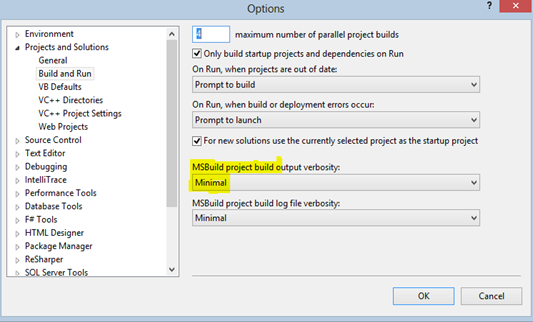 Options
?
Environment
Projects and Solutions
General
Build and Run
VB Defaults
VC++ Directories
VC++ Project Settings
Web Projects
Source Control
Text Editor
Debugging
IntelliTrace
Performance Tools
Database Tools
F# Tools
HTML Designer
Package Manager
ReSharper
SQL Server Tools
4 maximum number of parallel project builds
Only build startup projects and dependencies on Run
On Run, when projects are out of date:
Prompt to build
On Run, when build or deployment errors occur:
Prompt to launch
For new solutions use the currently selected project as the startup project
MSBuild project build output verbosity:
Minimal
MSBuild project build log file verbosity:
Minimal
OK Cancel